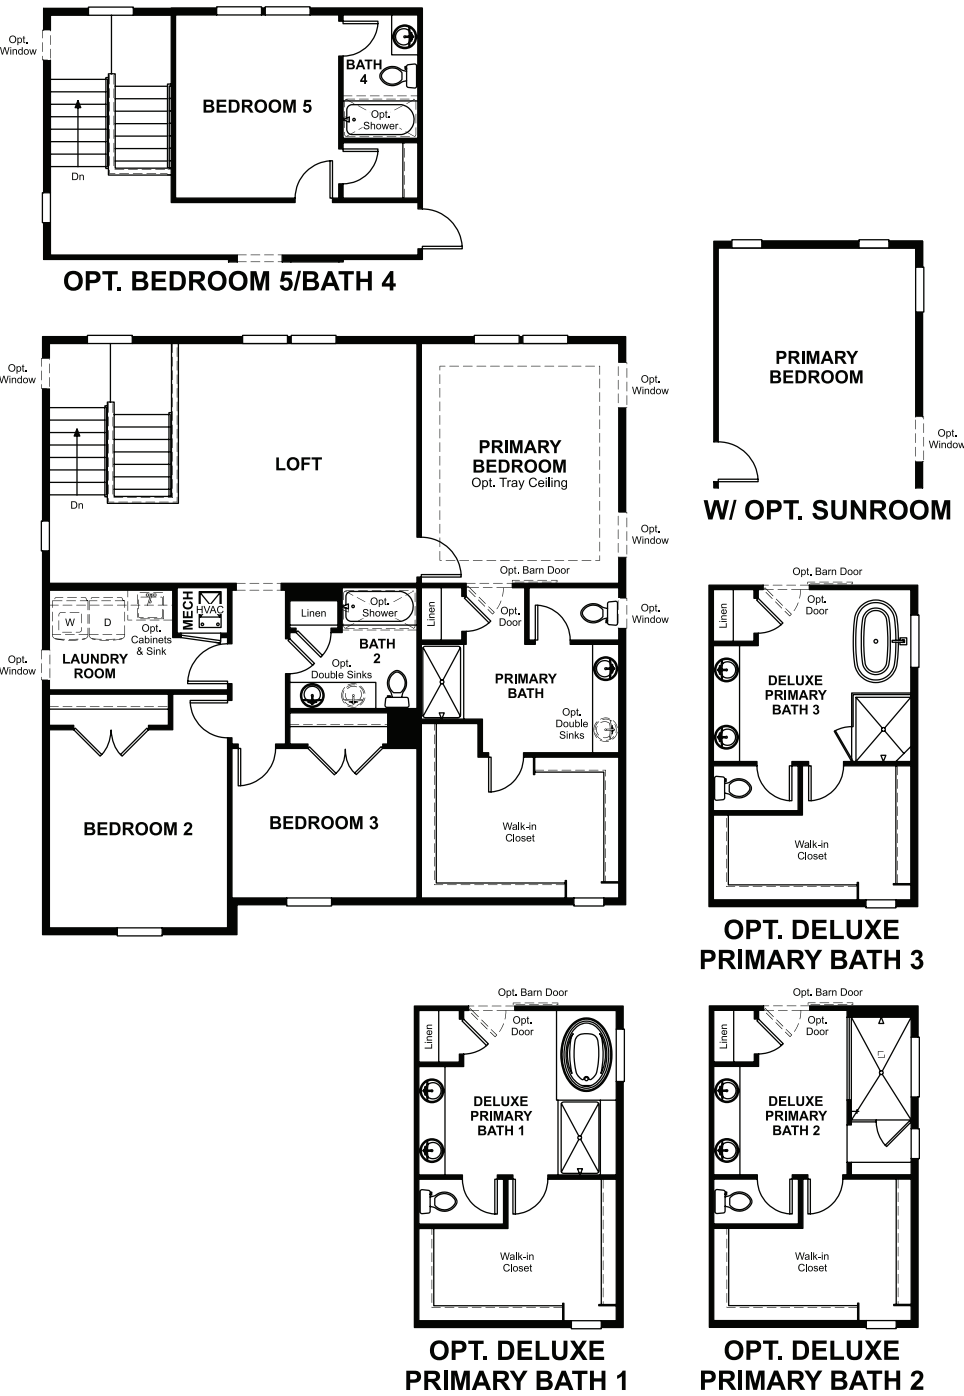 Opt.
Window
BATH
4
BEDROOM 5
Opt.
Shower
Dn
OPT. BEDROOM 5/BATH 4
PRIMARY
BEDROOM
Opt.
Window
W/ OPT. SUNROOM
Opt.
Window
Opt.
Window
LOFT
PRIMARY
BEDROOM
Opt. Tray Ceiling
Dn
Opt.
Window
Opt. Barn Door
MECH
HVAC
W
D
Opt.
Cabinets
& Sink
LAUNDRY
ROOM
Opt.
Window
Linen
Opt.
Shower
BATH
2
Opt.
Double Sinks
Linen
Opt.
Door
Opt.
Window
PRIMARY
BATH
Opt.
Double
Sinks
BEDROOM 2
BEDROOM 3
Walk-in
Closet
Opt. Barn Door
Linen
Opt.
Door
DELUXE
PRIMARY
BATH 3
Walk-in
Closet
OPT. DELUXE
PRIMARY BATH 3
Opt. Barn Door
Linen
Opt.
Door
DELUXE
PRIMARY
BATH 1
Walk-in
Closet
OPT. DELUXE
PRIMARY BATH 1
Opt. Barn Door
Linen
Opt.
Door
DELUXE
PRIMARY
BATH 2
Walk-in
Closet
OPT. DELUXE
PRIMARY BATH 2